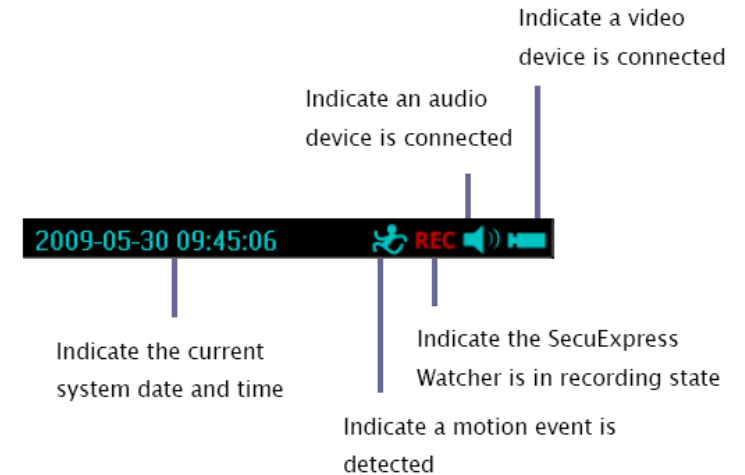 Indicate a video
device is connected
Indicate an audio
device is connected
2009-05-30 09:45:06 REC
Indicate the current
system date and time
Indicate the SecuExpress
Watcher is in recording state
Indicate a motion event is
detected